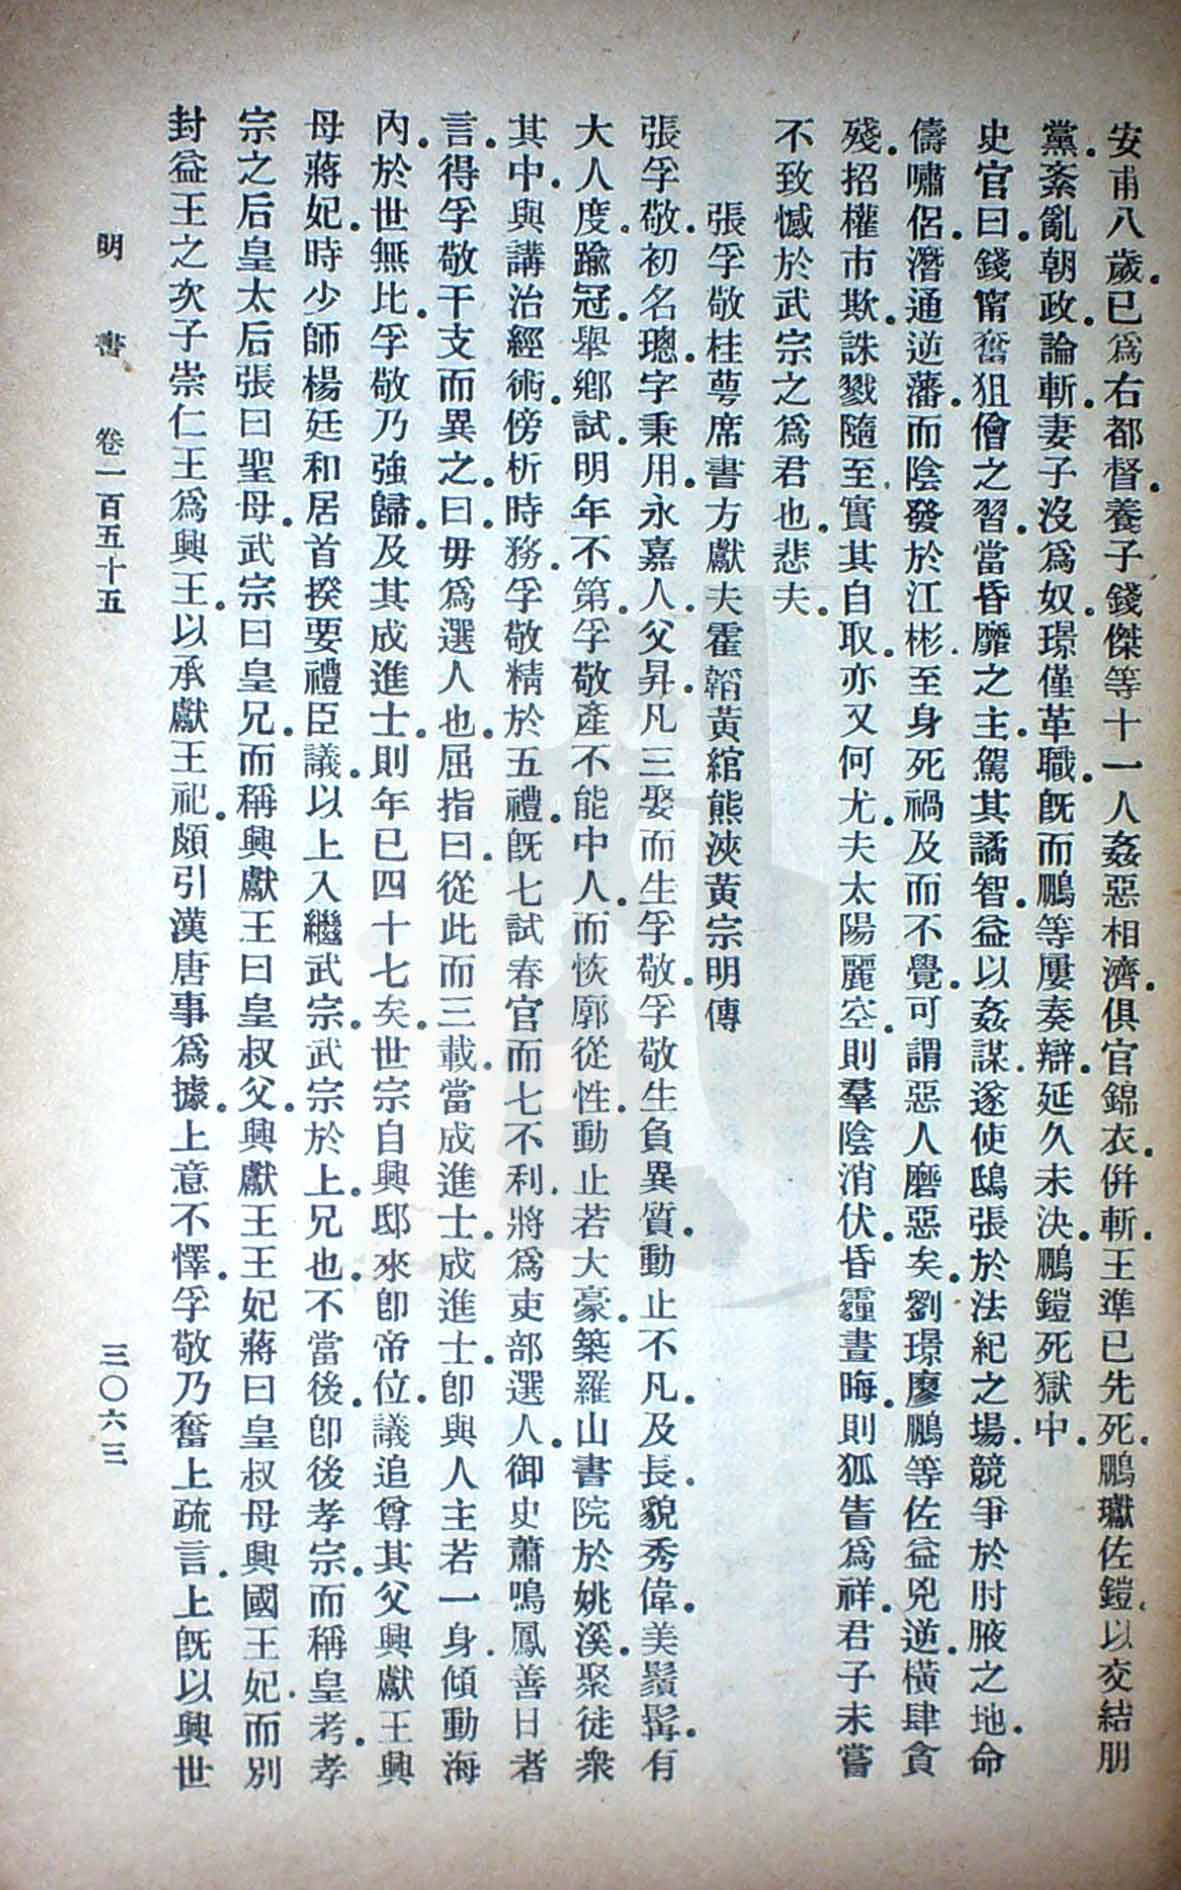 安甫八歲。已爲右都督。養子錢傑等十一人姦惡相濟。俱官錦衣。併斬。王準已先死。鵬瓛佐鎧。以交結朋
黨。紊亂朝政。論斬。妻子沒爲奴。璟僅革職。旣而鵬等屢奏辯。延久未決。鵬鎧死獄中。
史官曰。錢甯奮狙儈之習。當昏靡之主。駕其譎智。益以姦謀。遂使鴟張於法紀之場。競爭於肘腋之地。命
儔嘯侶。潛通逆藩。而陰發於江彬。至身死禍及而不覺。可謂惡人磨惡矣。劉璟廖鵬等佐益兇逆。橫肆貪
殘。招權市欺。誅戮隨至。實其自取。亦又何尤。夫太陽麗空。則羣陰消伏。昏霾晝晦。則狐眚爲祥。君子未嘗
不致憾於武宗之爲君也。悲夫。
張孚敬桂萼席書方獻夫霍韜黃綰熊浹黃宗明傳
張孚敬。初名璁。字秉用。永嘉人。父昇。凡三娶而生孚敬。孚敬生負異質。動止不凡。及長。貌秀偉。美鬚髯。有
大人度。踰冠。舉鄉試。明年不第。孚敬產不能中人。而恢廓從性。動止若大豪。築羅山書院於姚溪。聚徒衆
其中。與講治經術。傍析時務。孚敬精於五禮。旣七試春官而七不利。將爲吏部選人。御史蕭鳴鳳善日者
言。得孚敬干支而異之。曰。毋爲選人也。屈指曰。從此而三載。當成進士。成進士。卽與人主若一身。傾動海
內。於世無比。孚敬乃強歸。及其成進士。則年已四十七矣。世宗自興邸來卽帝位。議追尊其父興獻王興
母蔣妃。時少師楊廷和居首揆。要禮臣議。以上入繼武宗。武宗於上。兄也。不當後。卽後孝宗。而稱皇考。孝
宗之后皇太后張曰聖母。武宗曰皇兄。而稱興獻王曰皇叔父。興獻王王妃蔣曰皇叔母興國王妃。而別
封益王之次子崇仁王爲興王。以承獻王祀。頗引漢唐事爲據。上意不懌。孚敬乃奮上疏言。上旣以興世
明書 卷一百五十五 三〇六三